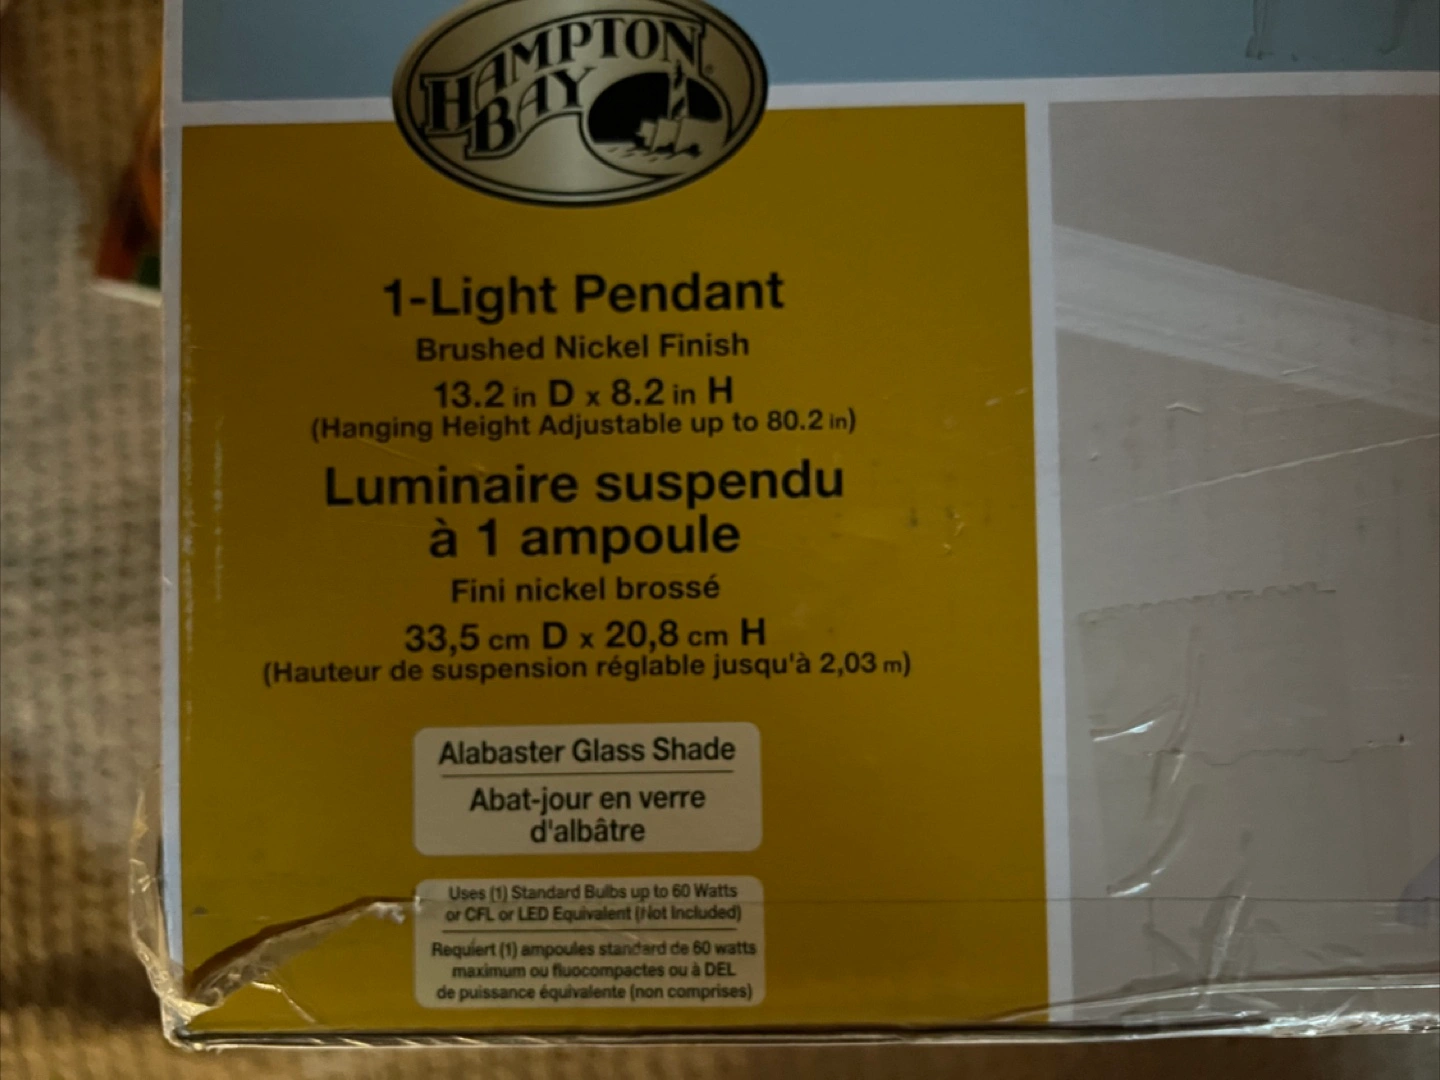 HAMPTON
BAY
1-Light Pendant
Brushed Nickel Finish
13.2 in D x 8.2 in H
(Hanging Height Adjustable up to 80.2 in)
Luminaire suspendu
à 1 ampoule
Fini nickel brossé
33,5 cm D x 20,8 cm H
(Hauteur de suspension réglable jusqu'à 2,03 m)
Alabaster Glass Shade
Abat-jour en verre
d'albâtre
Uses (1) Standard Bulbs up to 60 Watts
or CFL or LED Equivalent (Not Included)
Requiert (1) ampoules standard de 60 watts
maximum ou fluocompactes ou à DEL
de puissance équivalente (non comprises)